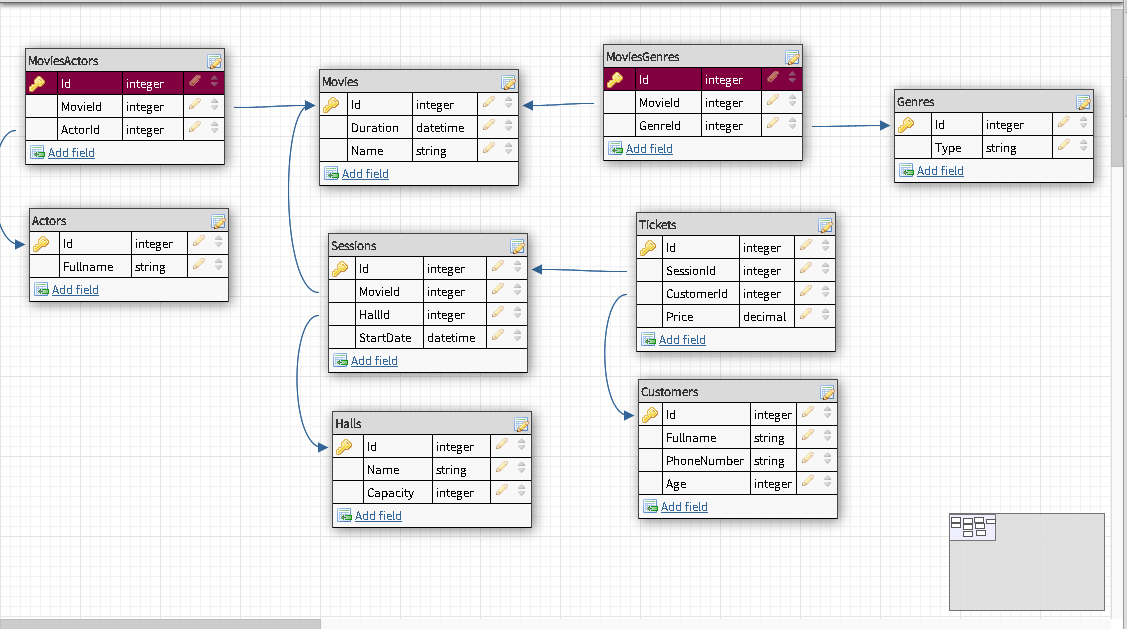 MoviesActors
Id integer
MovieId integer
ActorId integer
Add field
Movies
Id integer
Duration datetime
Name string
Add field
MoviesGenres
Id integer
MovieId integer
GenreId integer
Add field
Genres
Id integer
Type string
Add field
Actors
Id integer
Fullname string
Add field
Sessions
Id integer
MovieId integer
HallId integer
StartDate datetime
Add field
Tickets
Id integer
SessionId integer
CustomerId integer
Price decimal
Add field
Halls
Id integer
Name string
Capacity integer
Add field
Customers
Id integer
Fullname string
PhoneNumber string
Age integer
Add field